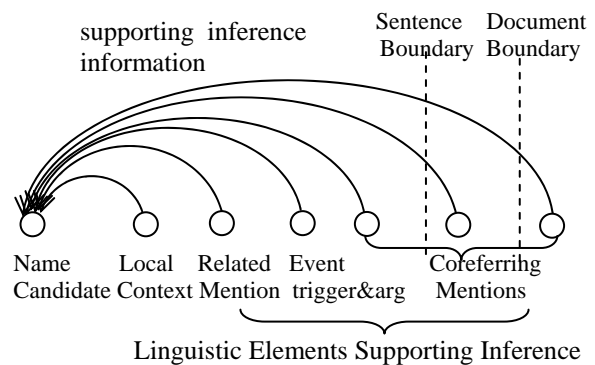 supporting inference
information
Sentence Document
Boundary Boundary
Name Local Related Event Coreferring
Candidate Context Mention trigger&arg Mentions
Linguistic Elements Supporting Inference